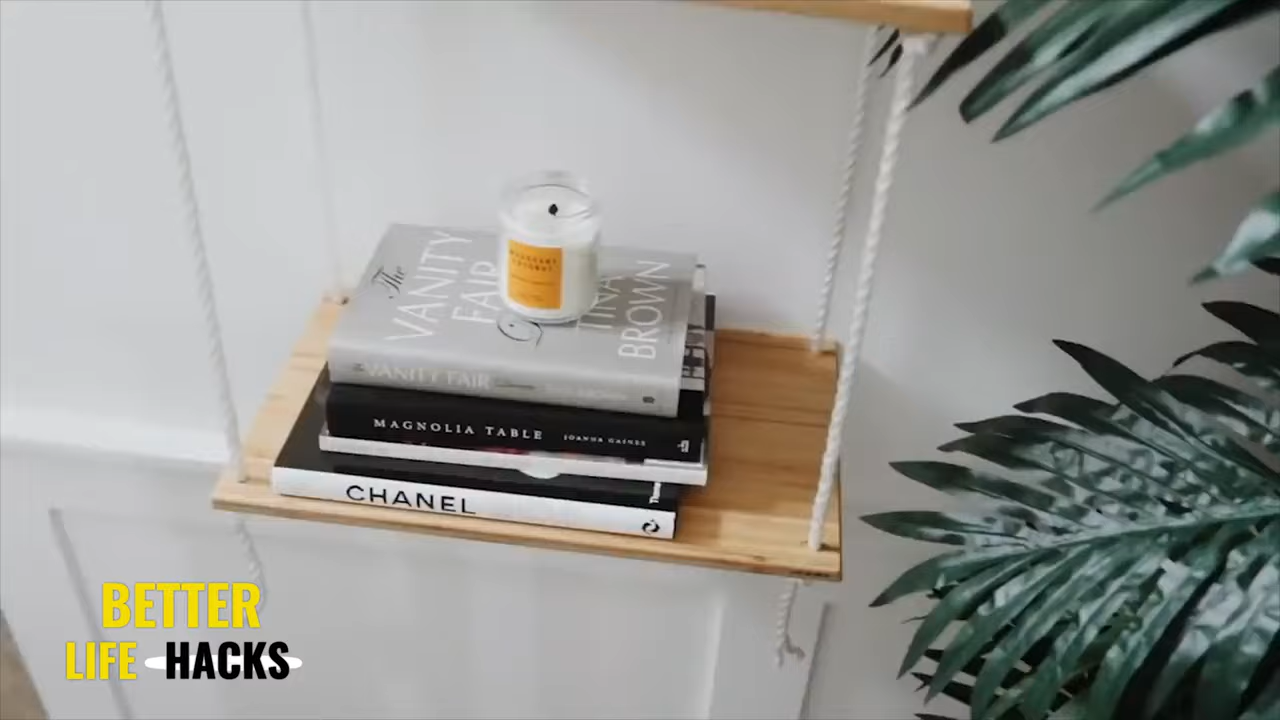 The
VANITY
FAIR
TINA
BROWN
VANITY FAIR
MAGNOLIA TABLE JOANNA GAINES
CHANEL
BETTER
LIFE HACKS